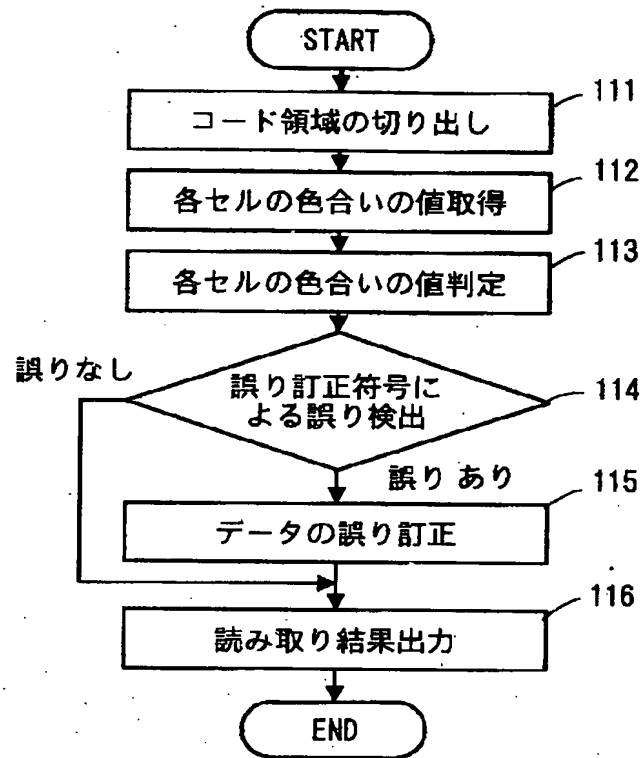 START
コード領域の切り出し
111
各セルの色合いの値取得
112
各セルの色合いの値判定
113
誤りなし
誤り訂正符号に
よる誤り検出
114
誤り あり
データの誤り訂正
115
読み取り結果出力
116
END